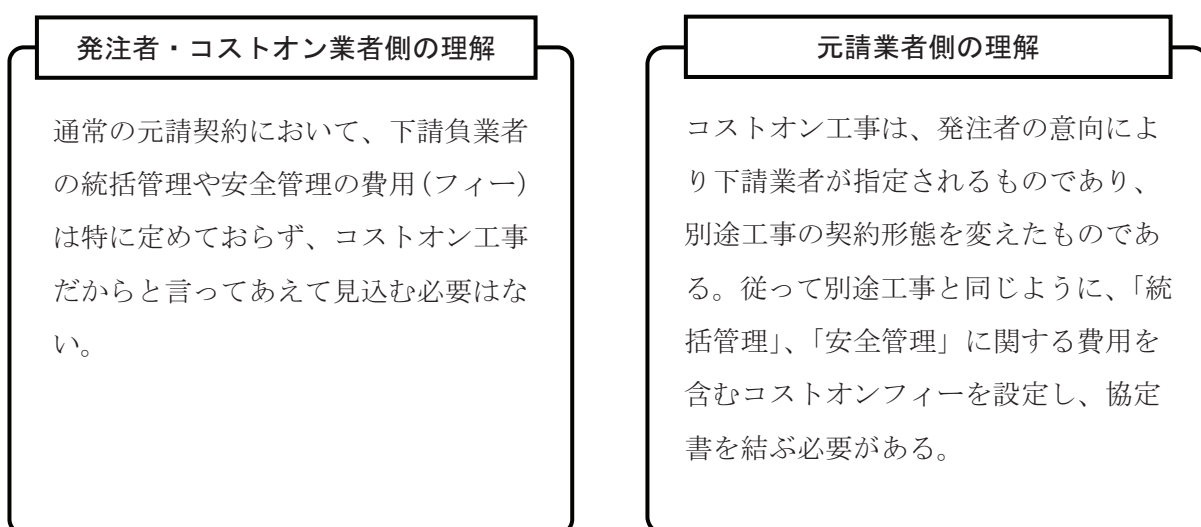 発注者・コストオン業者側の理解
通常の元請契約において、下請負業者
の統括管理や安全管理の費用(フィー)
は特に定めておらず、コストオン工事
だからと言ってあえて見込む必要はな
い。
元請業者側の理解
コストオン工事は、発注者の意向によ
り下請業者が指定されるものであり、
別途工事の契約形態を変えたものであ
る。従って別途工事と同じように、「統
括管理」、「安全管理」に関する費用を
含むコストオンフィーを設定し、協定
書を結ぶ必要がある。